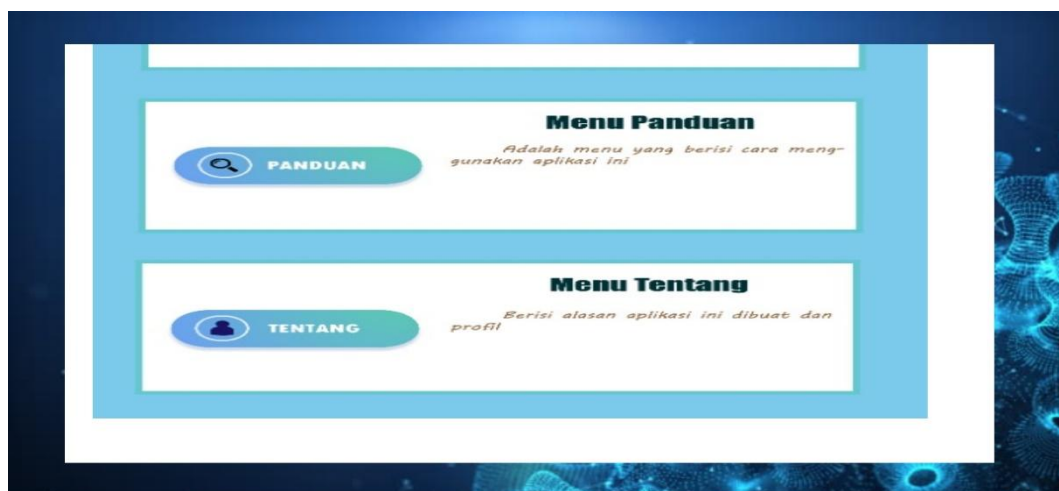 Menu Panduan
PANDUAN
Adalah menu yang berisi cara meng-
gunakan aplikasi ini
Menu Tentang
TENTANG
Berisi alasan aplikasi ini dibuat dan
profil